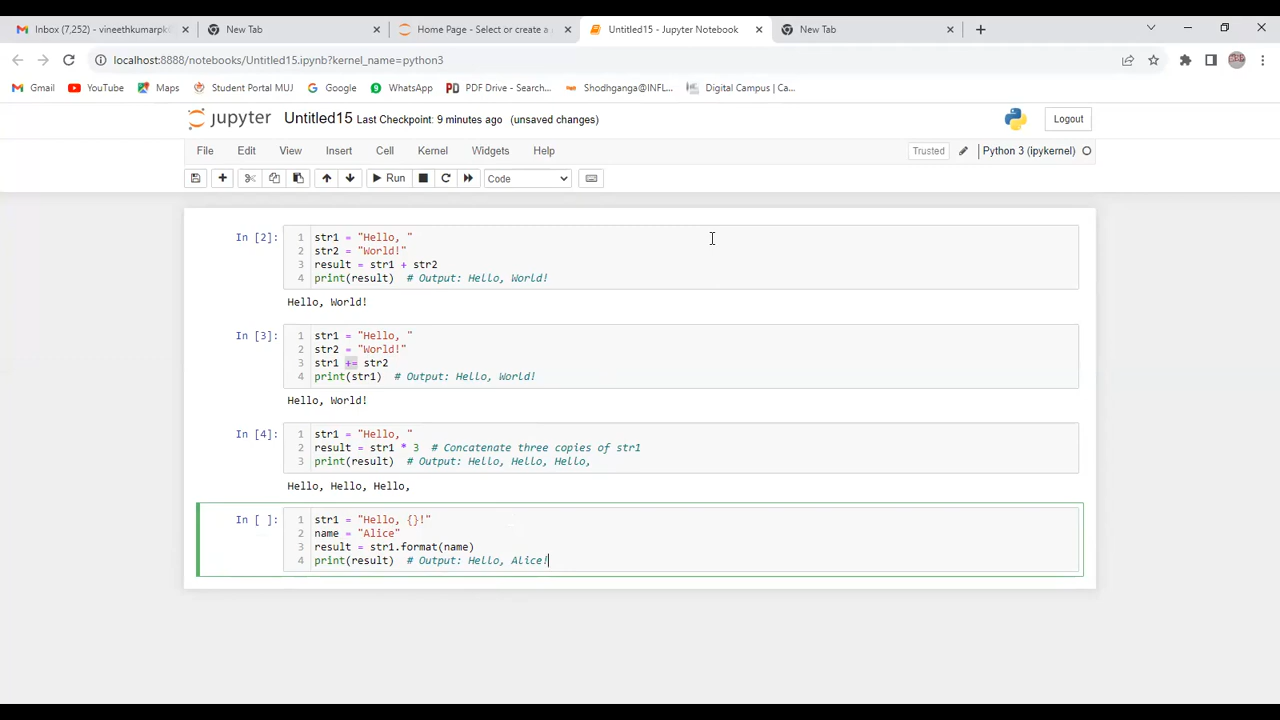 Inbox (7,252) - vineethkumarpk
New Tab
Home Page - Select or create a
Untitled15 - Jupyter Notebook
New Tab
localhost:8888/notebooks/Untitled15.ipynb?kernel_name=python3
Gmail YouTube Maps Student Portal MUJ Google WhatsApp PDF Drive - Search... Shodhganga@INFL... Digital Campus | Ca...
jupyter Untitled15 Last Checkpoint: 9 minutes ago (unsaved changes)
Logout
File Edit View Insert Cell Kernel Widgets Help
Trusted
Python 3 (ipykernel)
Run
Code
In [2]:
1 str1 = "Hello, "
2 str2 = "World!"
3 result = str1 + str2
4 print(result)  # Output: Hello, World!
Hello, World!
In [3]:
1 str1 = "Hello, "
2 str2 = "World!"
3 str1 += str2
4 print(str1)  # Output: Hello, World!
Hello, World!
In [4]:
1 str1 = "Hello, "
2 result = str1 * 3  # Concatenate three copies of str1
3 print(result)  # Output: Hello, Hello, Hello,
Hello, Hello, Hello,
In [ ]:
1 str1 = "Hello, {}!"
2 name = "Alice"
3 result = str1.format(name)
4 print(result)  # Output: Hello, Alice!